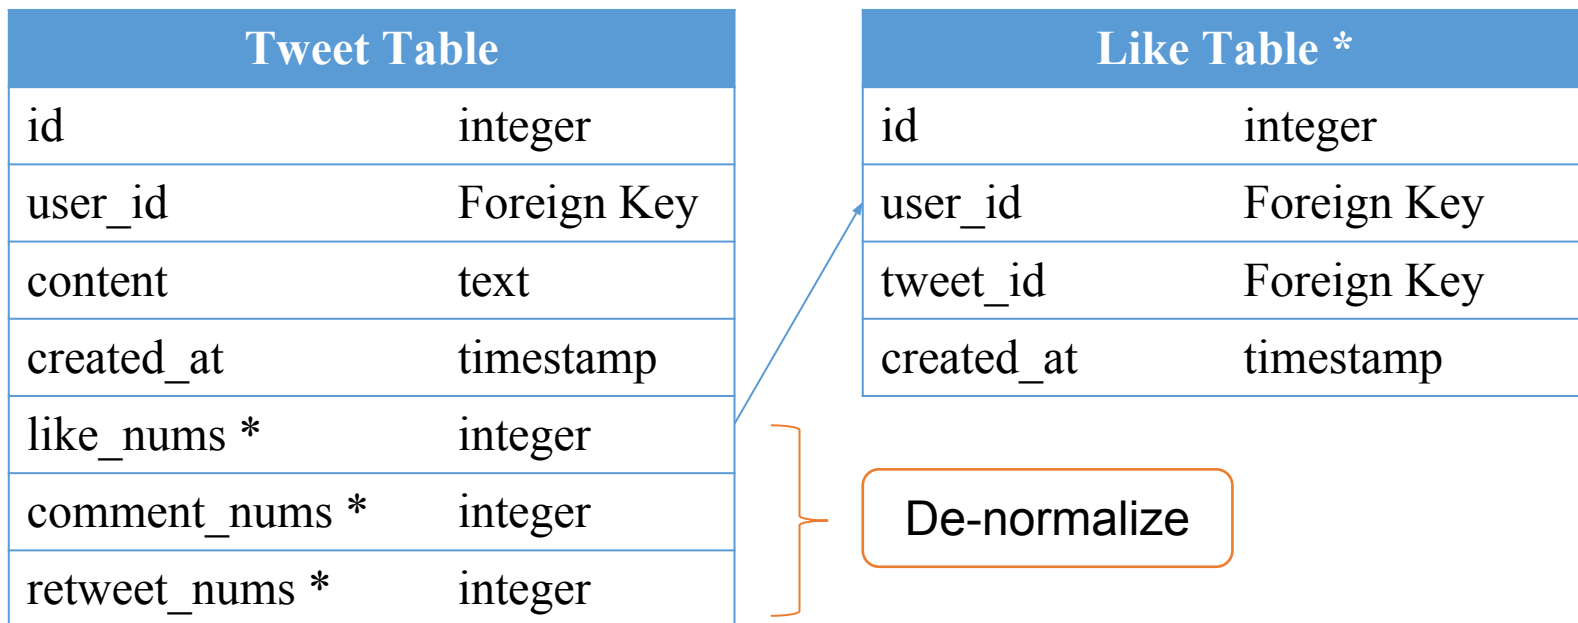 Tweet Table
id integer
user_id Foreign Key
content text
created_at timestamp
like_nums * integer
comment_nums * integer
retweet_nums * integer
Like Table *
id integer
user_id Foreign Key
tweet_id Foreign Key
created_at timestamp
De-normalize